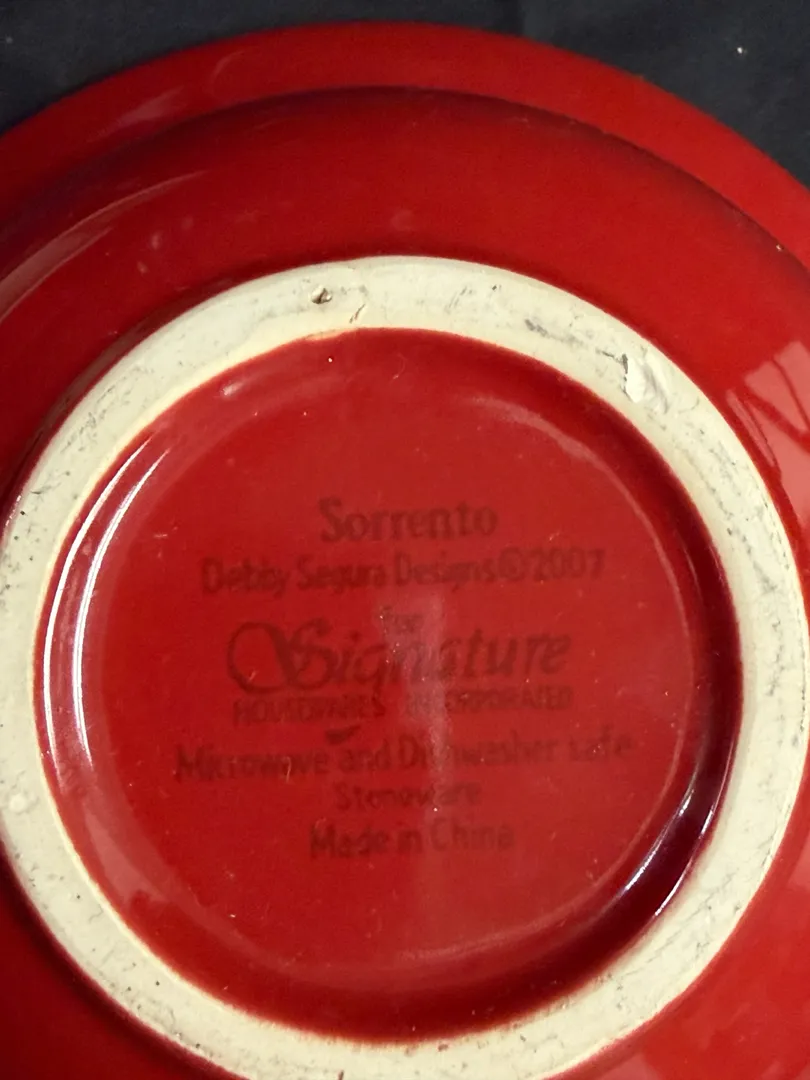 Sorrento
Debby Segura Designs©2007
for
Signature
HOUSEWARES INCORPORATED
Microwave and Dishwasher safe
Stoneware
Made in China